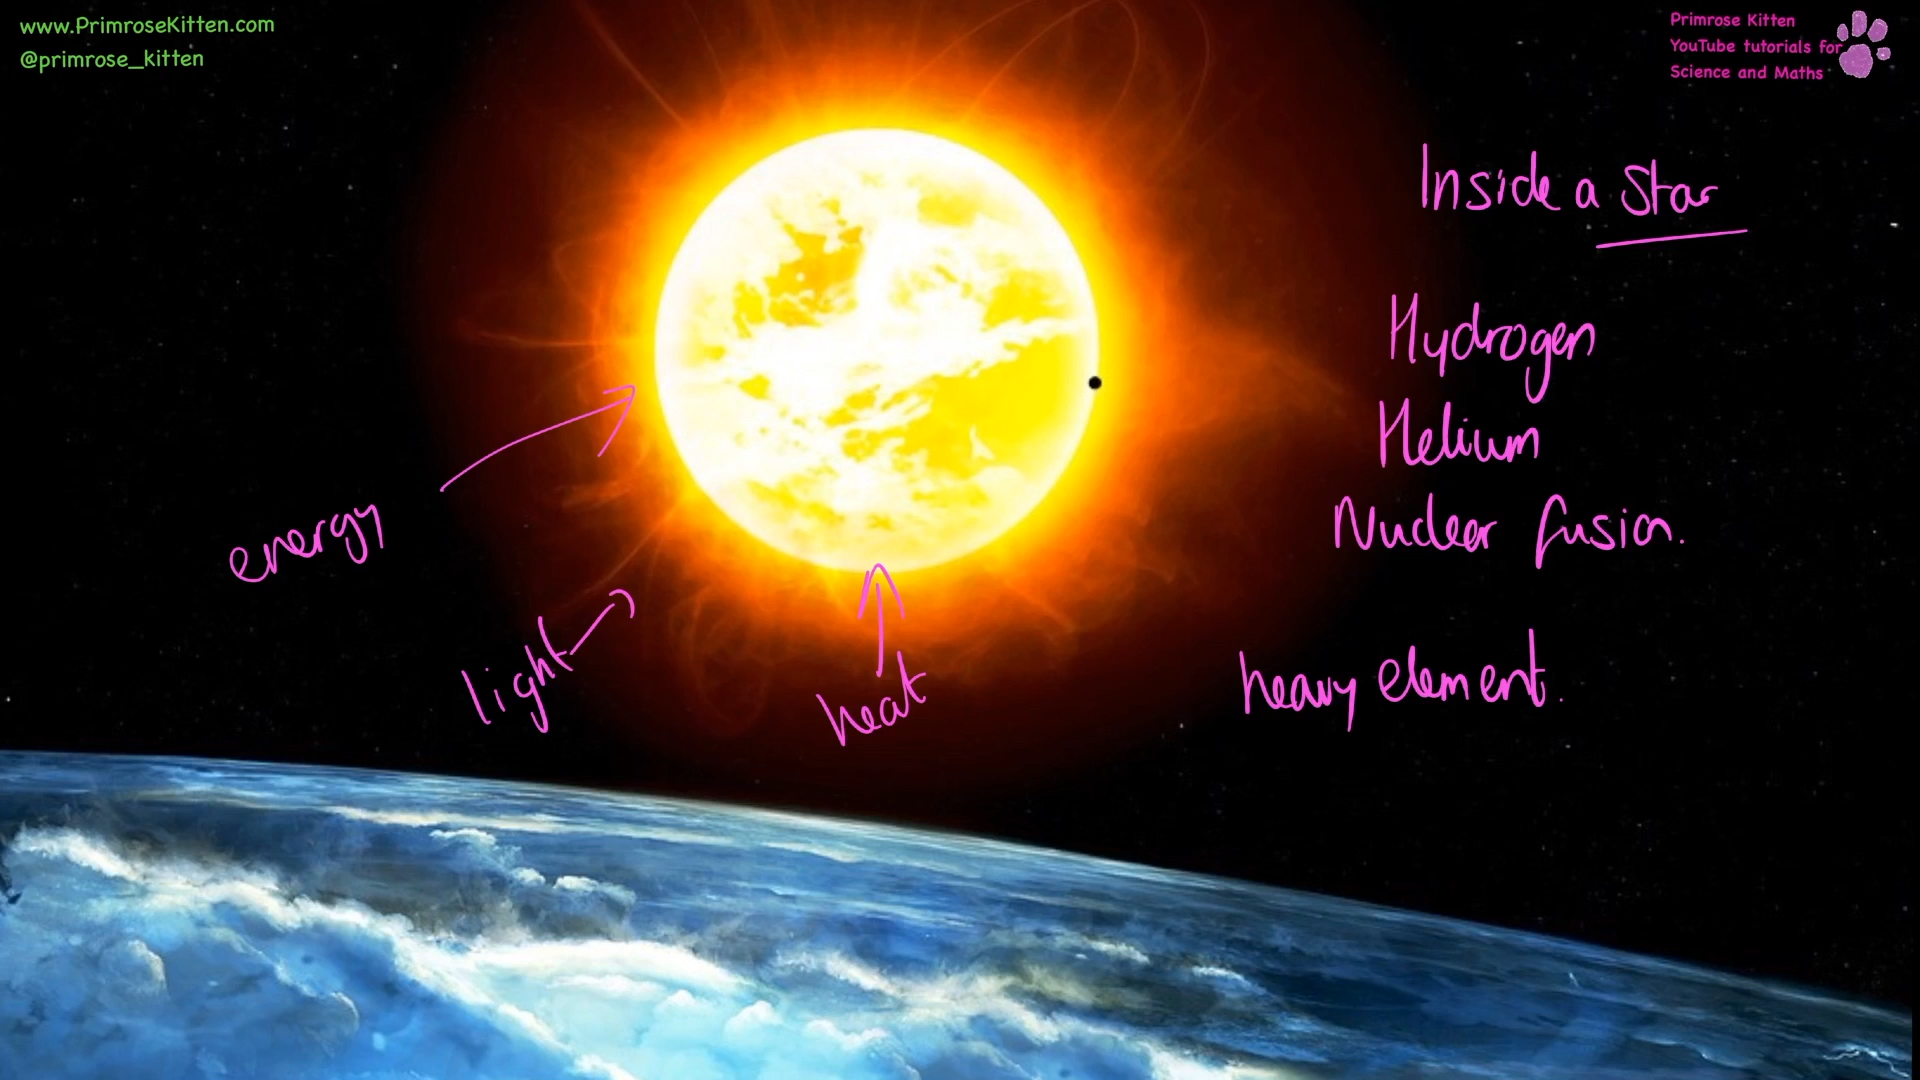 www.PrimroseKitten.com
@primrose_kitten
Primrose Kitten
YouTube tutorials for
Science and Maths
Inside a Star
Hydrogen
Helium
Nuclear fusion.
heavy element.
energy
light
heat